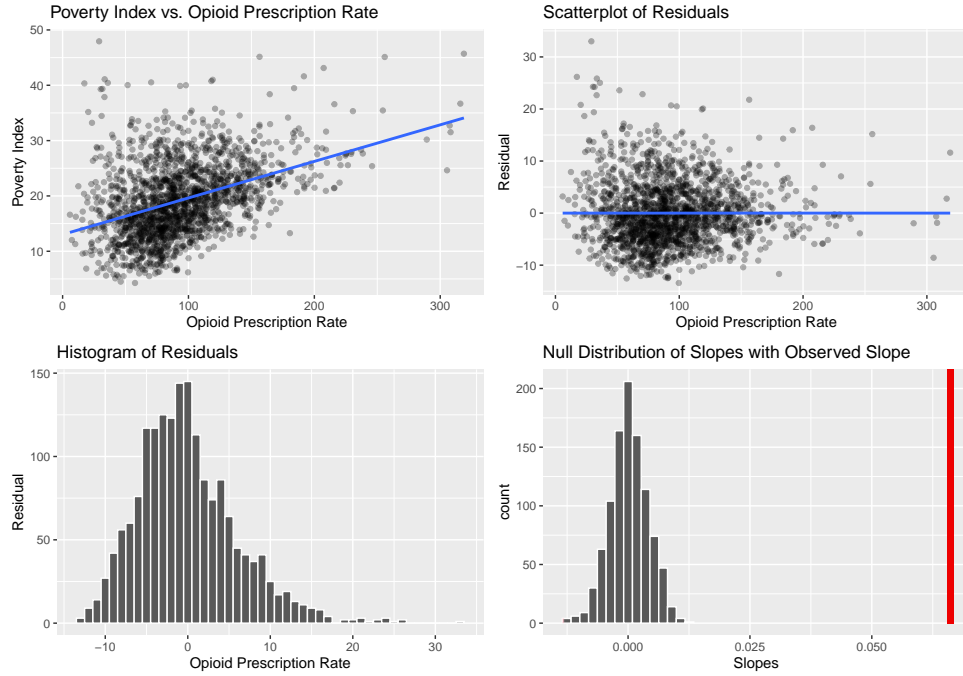 Poverty Index vs. Opioid Prescription Rate
50
40
30
20
10
Poverty Index
0
100
200
300
Opioid Prescription Rate
Scatterplot of Residuals
30
20
10
0
−10
Residual
0
100
200
300
Opioid Prescription Rate
Histogram of Residuals
150
100
50
0
Residual
−10
0
10
20
30
Opioid Prescription Rate
Null Distribution of Slopes with Observed Slope
200
150
100
50
0
count
0.000
0.025
0.050
Slopes